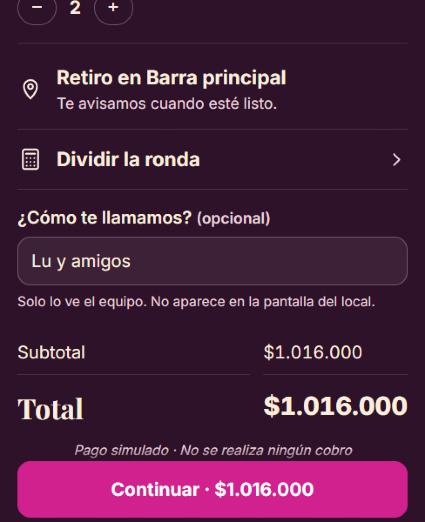 − 2 +
Retiro en Barra principal
Te avisamos cuando esté listo.
Dividir la ronda
¿Cómo te llamamos? (opcional)
Lu y amigos
Solo lo ve el equipo. No aparece en la pantalla del local.
Subtotal $1.016.000
Total $1.016.000
Pago simulado · No se realiza ningún cobro
Continuar · $1.016.000